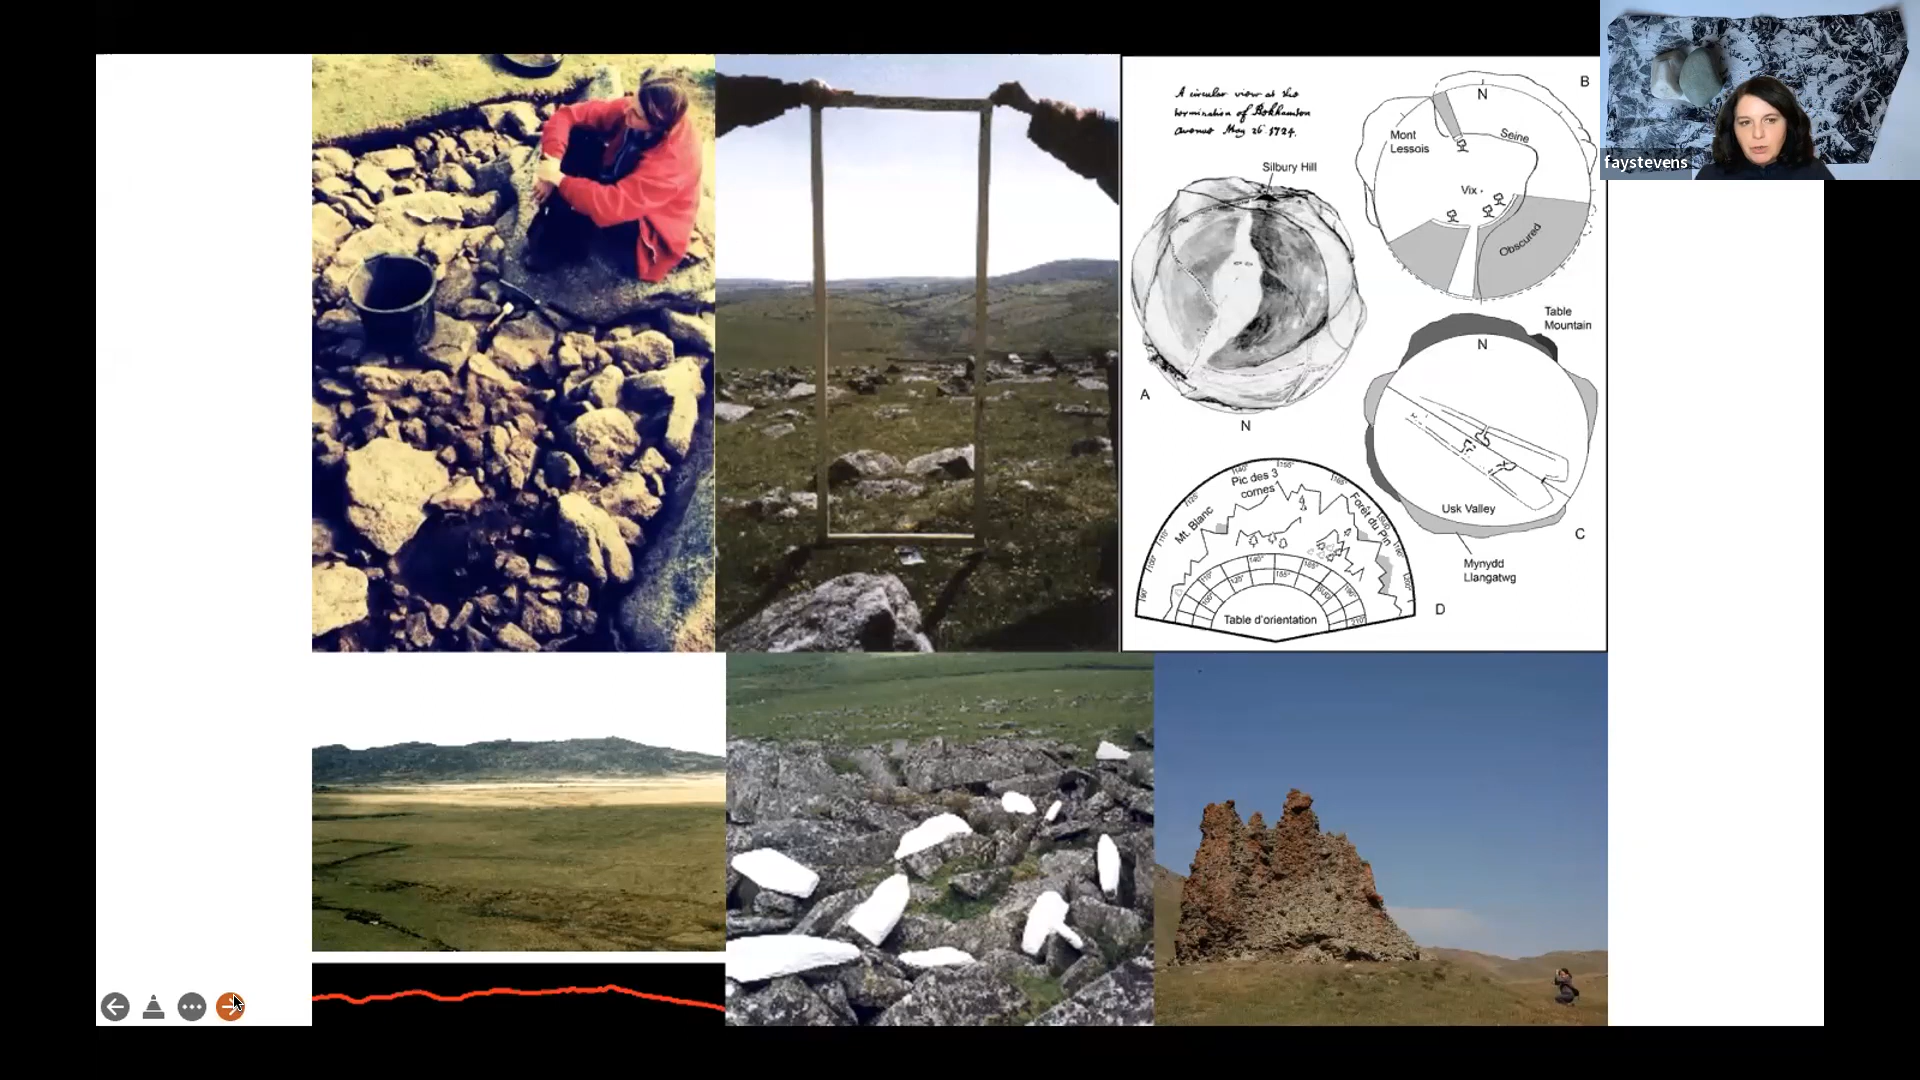 A circular view at the
termination of Bekhamton
avenue May 26 1724.
Silbury Hill
A
N
B
N
Mont
Lessois
Seine
Vix
Obscured
Table
Mountain
N
Usk Valley
C
Mynydd
Llangatwg
Mt. Blanc
Pic des 3
cornes
Forêt du Pin
Table d'orientation
D
faystevens